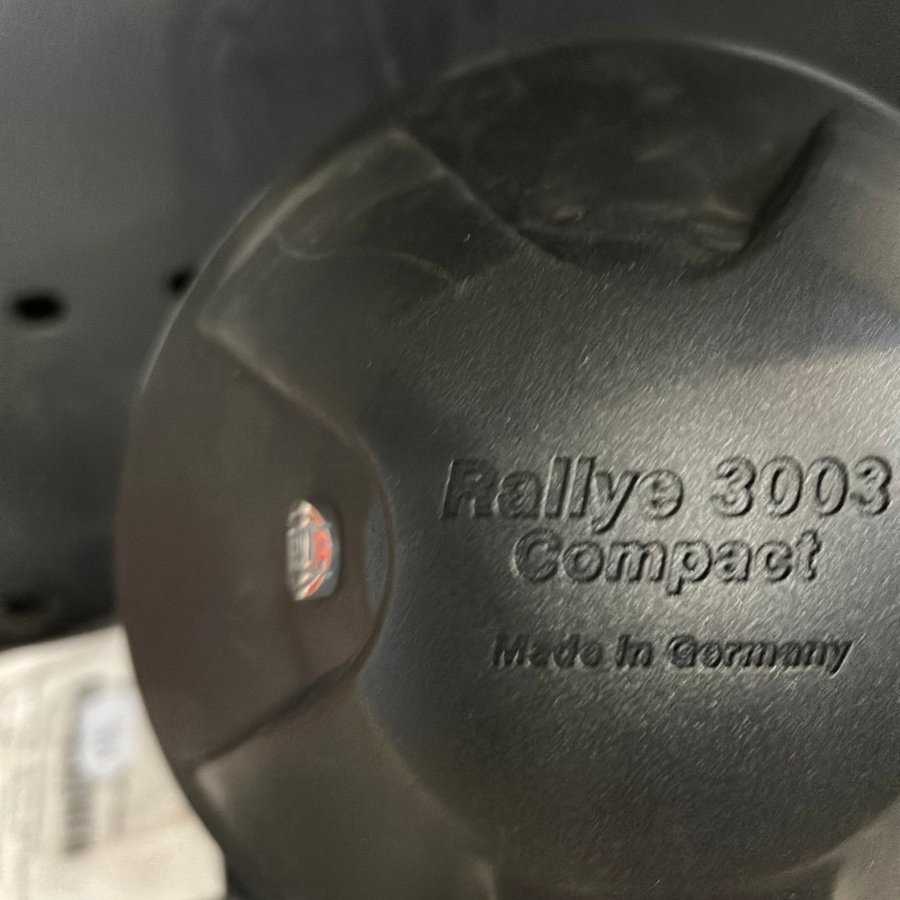 Rallye 3003
Compact
Made in Germany